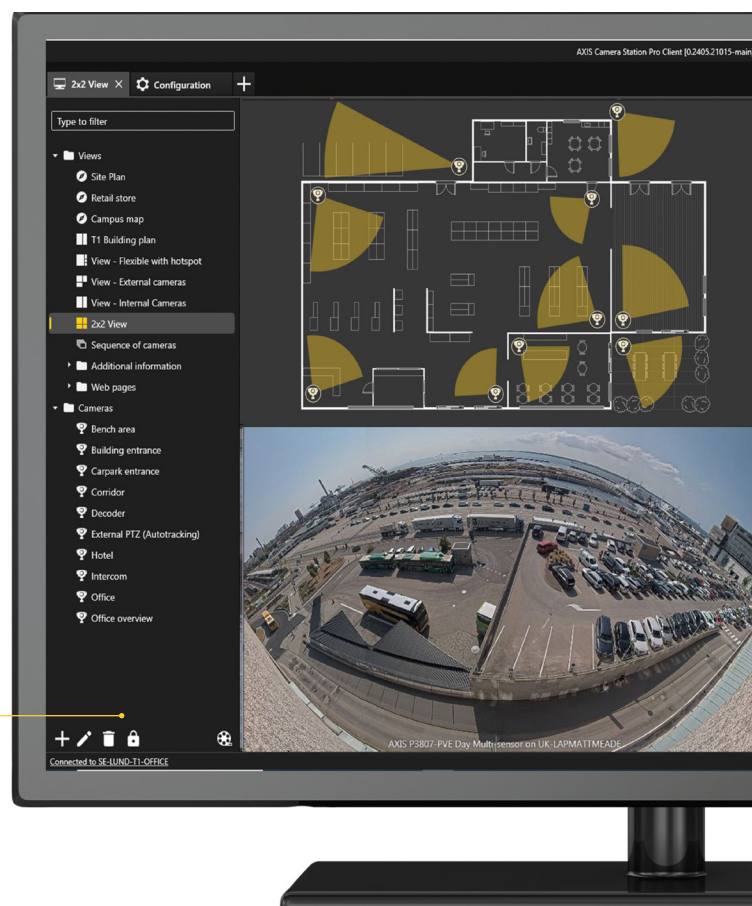 AXIS Camera Station Pro Client [0.2405.21015-main]
2x2 View
Configuration
Type to filter
Views
Site Plan
Retail store
Campus map
T1 Building plan
View - Flexible with hotspot
View - External cameras
View - Internal Cameras
2x2 View
Sequence of cameras
Additional information
Web pages
Cameras
Bench area
Building entrance
Carpark entrance
Corridor
Decoder
External PTZ (Autotracking)
Hotel
Intercom
Office
Office overview
AXIS P3807-PVE Day Multi-sensor on UK-LAPMATTMEADE
Connected to SE-LUND-T1-OFFICE